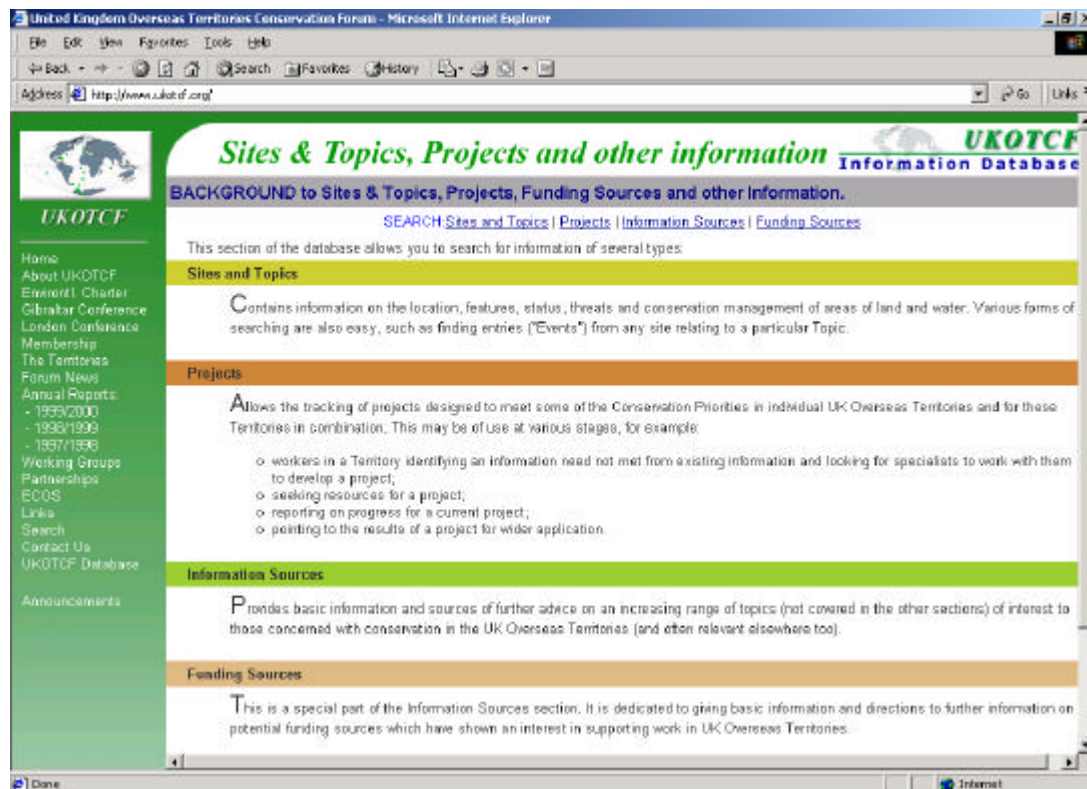 United Kingdom Overseas Territories Conservation Forum - Microsoft Internet Explorer
File Edit View Favorites Tools Help
Back Search Favorites History
Address http://www.ukotcf.org/ Go Links
Sites & Topics, Projects and other information
UKOTCF
Information Database
BACKGROUND to Sites & Topics, Projects, Funding Sources and other Information.
SEARCH: Sites and Topics | Projects | Information Sources | Funding Sources
This section of the database allows you to search for information of several types:
Sites and Topics
Contains information on the location, features, status, threats and conservation management of areas of land and water. Various forms of
searching are also easy, such as finding entries ("Events") from any site relating to a particular Topic.
Projects
Allows the tracking of projects designed to meet some of the Conservation Priorities in individual UK Overseas Territories and for these
Territories in combination. This may be of use at various stages, for example:
o workers in a Territory identifying an information need not met from existing information and looking for specialists to work with them
to develop a project;
o seeking resources for a project;
o reporting on progress for a current project;
o pointing to the results of a project for wider application.
Information Sources
Provides basic information and sources of further advice on an increasing range of topics (not covered in the other sections) of interest to
those concerned with conservation in the UK Overseas Territories (and often relevant elsewhere too).
Funding Sources
This is a special part of the Information Sources section. It is dedicated to giving basic information and directions to further information on
potential funding sources which have shown an interest in supporting work in UK Overseas Territories.
UKOTCF
Home
About UKOTCF
Environtl. Charter
Gibraltar Conference
London Conference
Membership
The Territories
Forum News
Annual Reports:
- 1999/2000
- 1998/1999
- 1997/1998
Working Groups
Partnerships
ECOS
Links
Search
Contact Us
UKOTCF Database
Announcements
Done
Internet